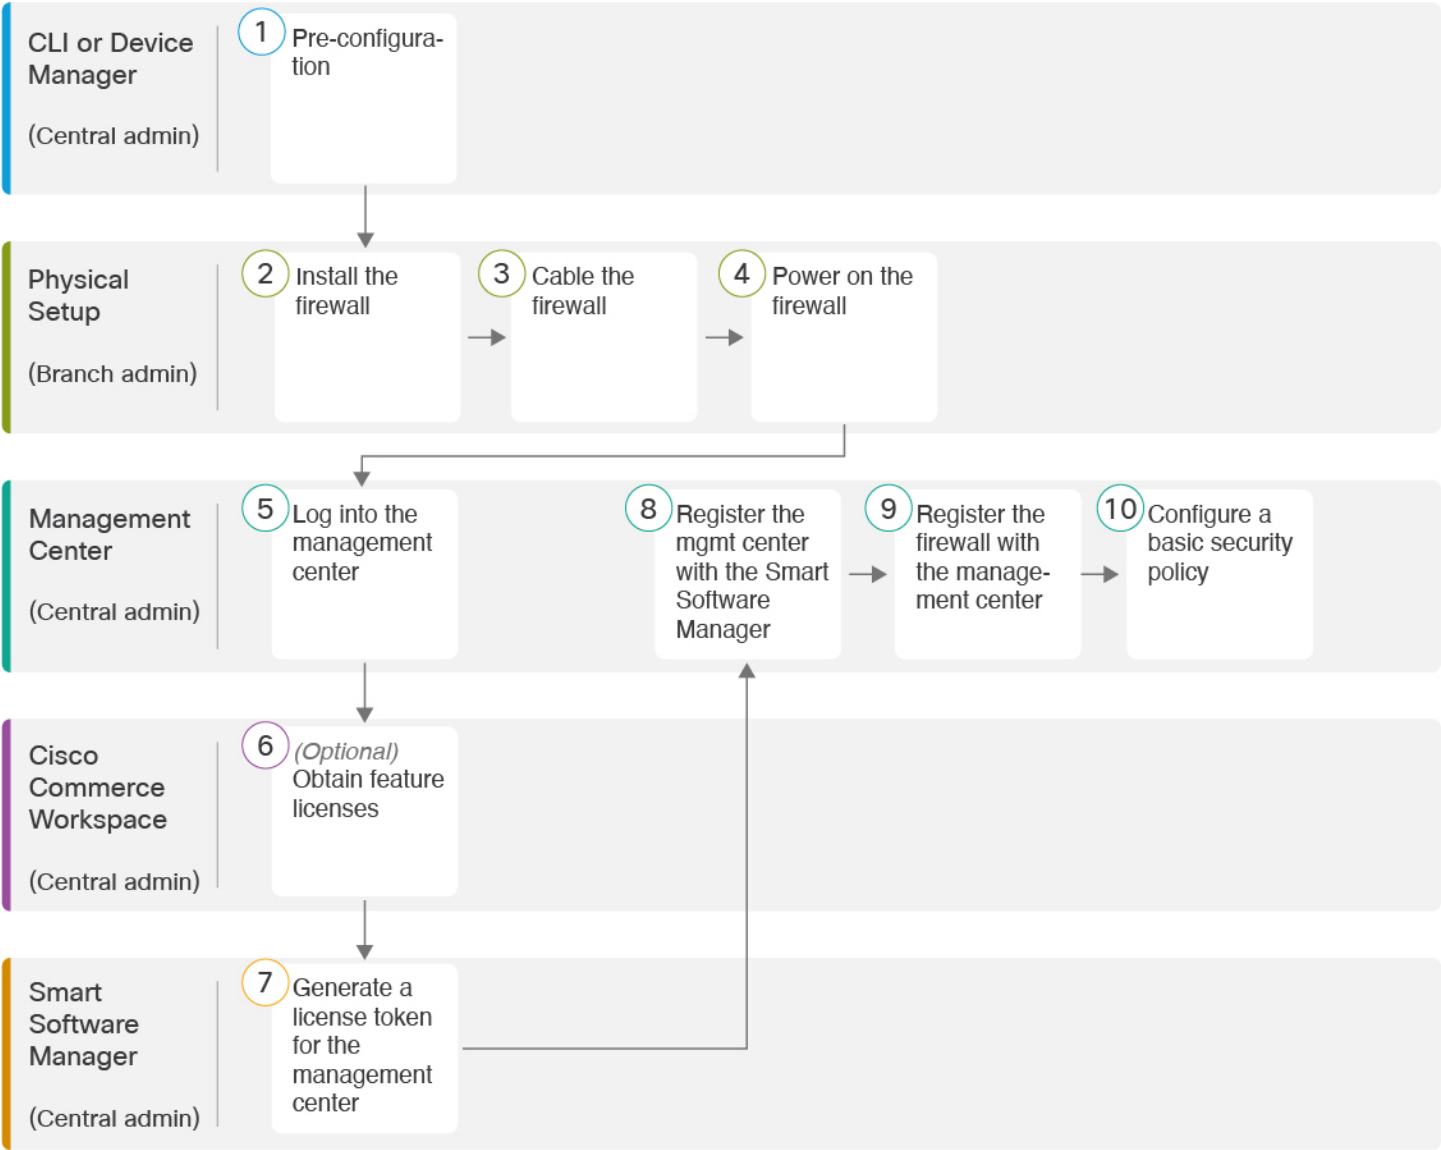 CLI or Device
Manager
(Central admin)
1
Pre-configura-
tion
Physical
Setup
(Branch admin)
2
Install the
firewall
3
Cable the
firewall
4
Power on the
firewall
Management
Center
(Central admin)
5
Log into the
management
center
8
Register the
mgmt center
with the Smart
Software
Manager
9
Register the
firewall with
the manage-
ment center
10
Configure a
basic security
policy
Cisco
Commerce
Workspace
(Central admin)
6
(Optional)
Obtain feature
licenses
Smart
Software
Manager
(Central admin)
7
Generate a
license token
for the
management
center